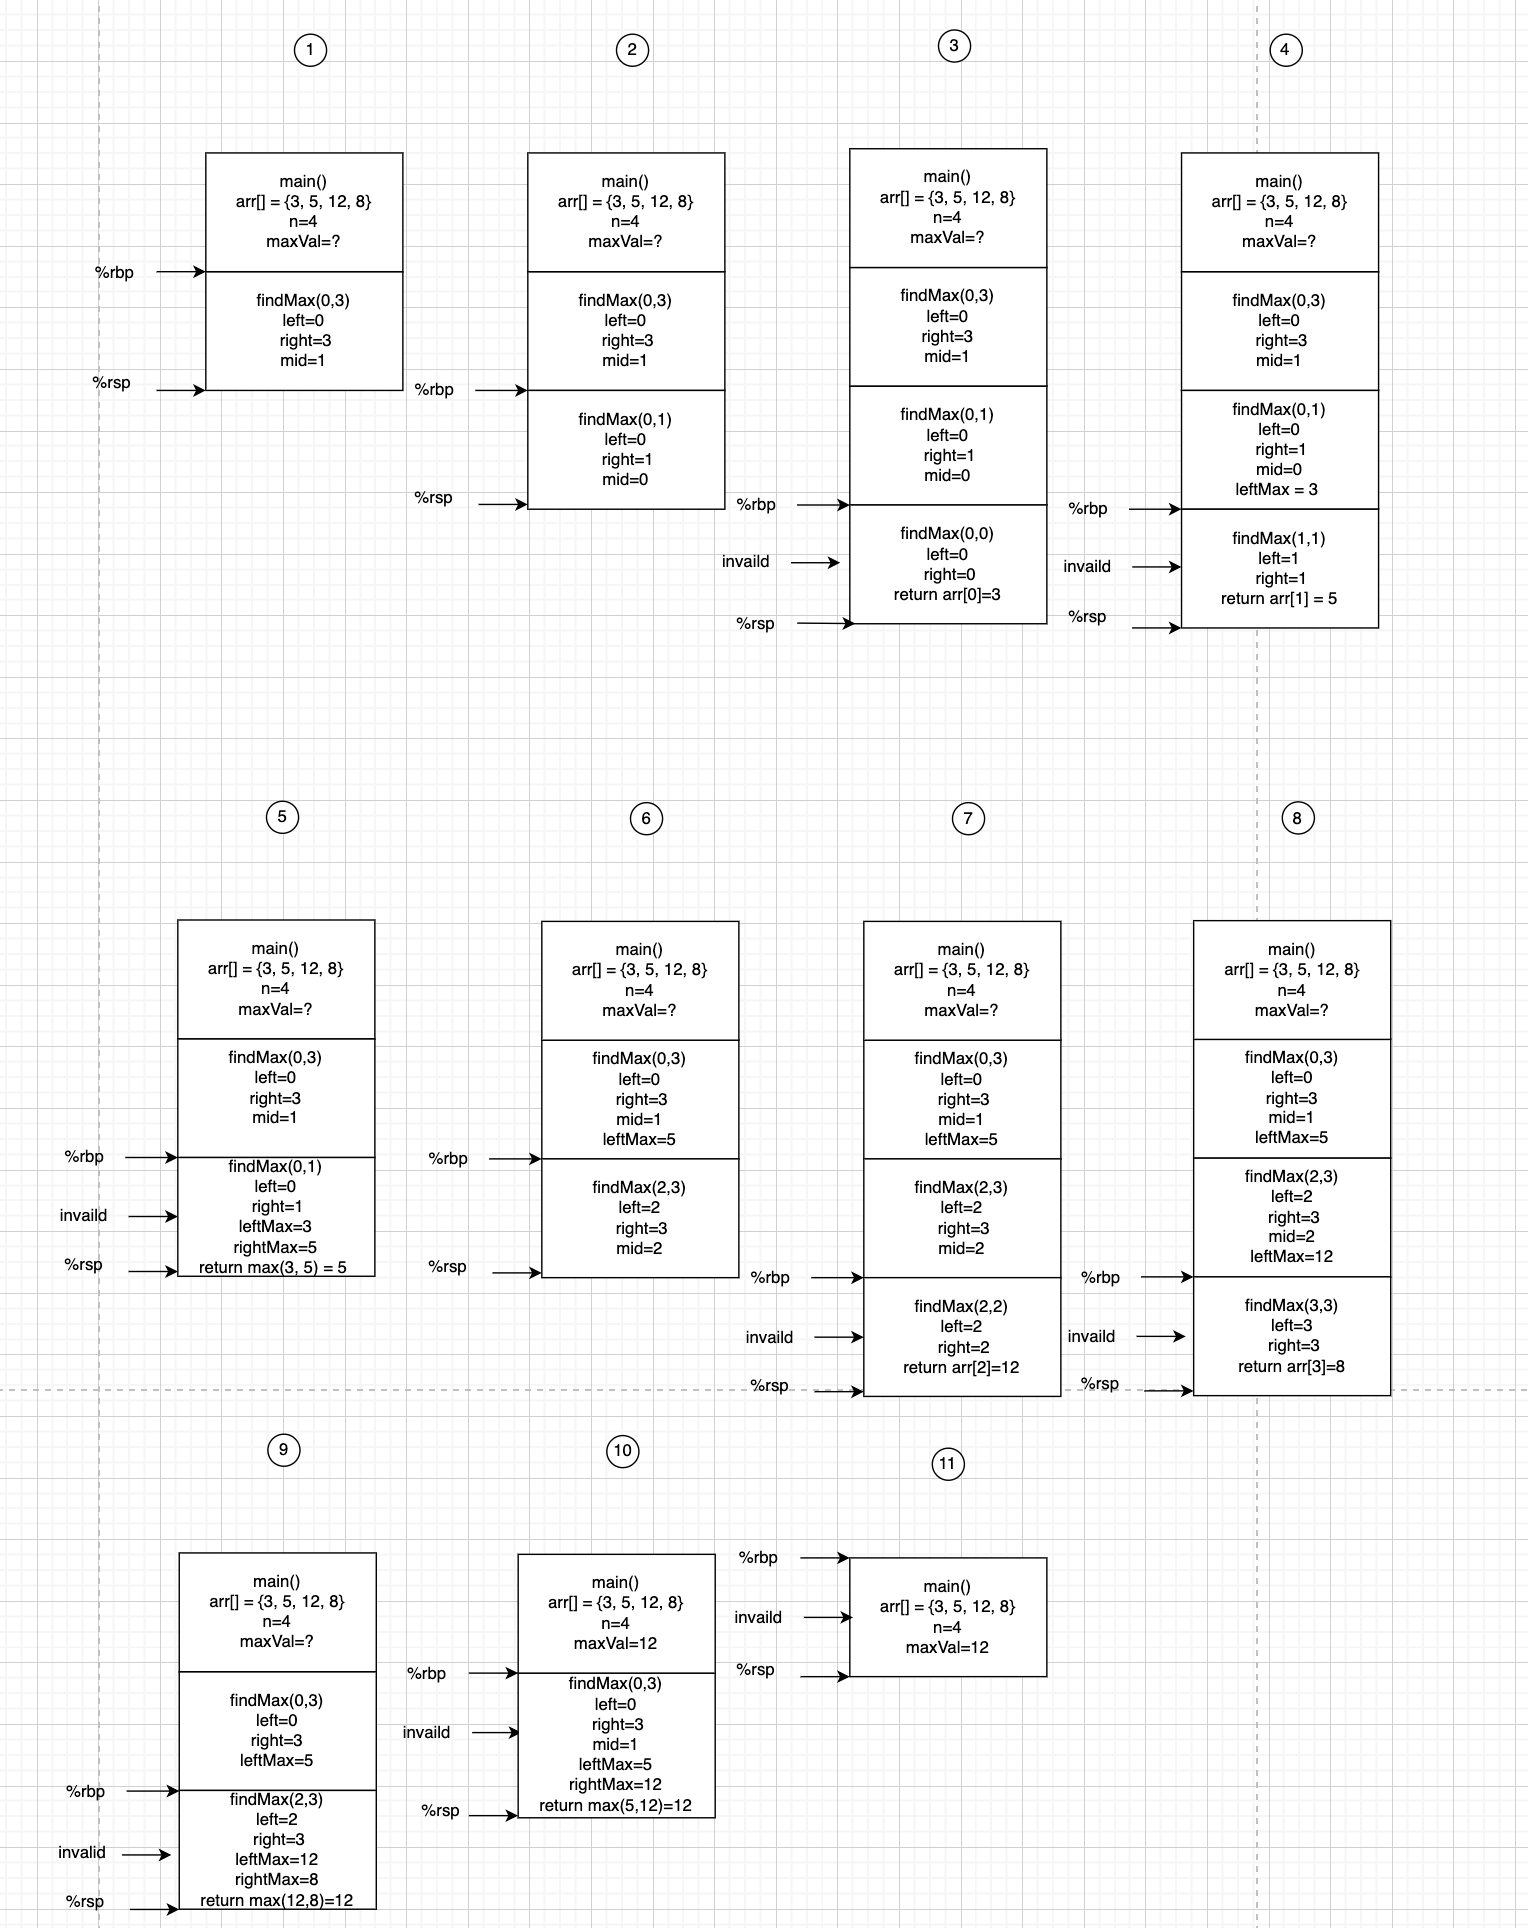 1
2
3
4
main()
arr[] = {3, 5, 12, 8}
n=4
maxVal=?
%rbp
findMax(0,3)
left=0
right=3
mid=1
%rsp
main()
arr[] = {3, 5, 12, 8}
n=4
maxVal=?
findMax(0,3)
left=0
right=3
mid=1
%rbp
findMax(0,1)
left=0
right=1
mid=0
%rsp
main()
arr[] = {3, 5, 12, 8}
n=4
maxVal=?
findMax(0,3)
left=0
right=3
mid=1
findMax(0,1)
left=0
right=1
mid=0
%rbp
findMax(0,0)
invaild
left=0
right=0
return arr[0]=3
%rsp
main()
arr[] = {3, 5, 12, 8}
n=4
maxVal=?
findMax(0,3)
left=0
right=3
mid=1
findMax(0,1)
left=0
right=1
mid=0
leftMax = 3
%rbp
findMax(1,1)
left=1
invaild
right=1
return arr[1] = 5
%rsp
5
6
7
8
main()
arr[] = {3, 5, 12, 8}
n=4
maxVal=?
findMax(0,3)
left=0
right=3
mid=1
%rbp
findMax(0,1)
left=0
right=1
invaild
leftMax=3
rightMax=5
%rsp
return max(3, 5) = 5
main()
arr[] = {3, 5, 12, 8}
n=4
maxVal=?
findMax(0,3)
left=0
right=3
mid=1
leftMax=5
%rbp
findMax(2,3)
left=2
right=3
mid=2
%rsp
main()
arr[] = {3, 5, 12, 8}
n=4
maxVal=?
findMax(0,3)
left=0
right=3
mid=1
leftMax=5
findMax(2,3)
left=2
right=3
mid=2
%rbp
findMax(2,2)
left=2
invaild
right=2
return arr[2]=12
%rsp
main()
arr[] = {3, 5, 12, 8}
n=4
maxVal=?
findMax(0,3)
left=0
right=3
mid=1
leftMax=5
findMax(2,3)
left=2
right=3
mid=2
leftMax=12
%rbp
findMax(3,3)
left=3
invaild
right=3
return arr[3]=8
%rsp
9
10
11
main()
arr[] = {3, 5, 12, 8}
n=4
maxVal=?
findMax(0,3)
left=0
right=3
leftMax=5
%rbp
findMax(2,3)
left=2
right=3
invalid
leftMax=12
rightMax=8
%rsp
return max(12,8)=12
main()
arr[] = {3, 5, 12, 8}
n=4
maxVal=12
%rbp
findMax(0,3)
left=0
right=3
invaild
mid=1
leftMax=5
rightMax=12
%rsp
return max(5,12)=12
%rbp
main()
arr[] = {3, 5, 12, 8}
invaild
n=4
maxVal=12
%rsp